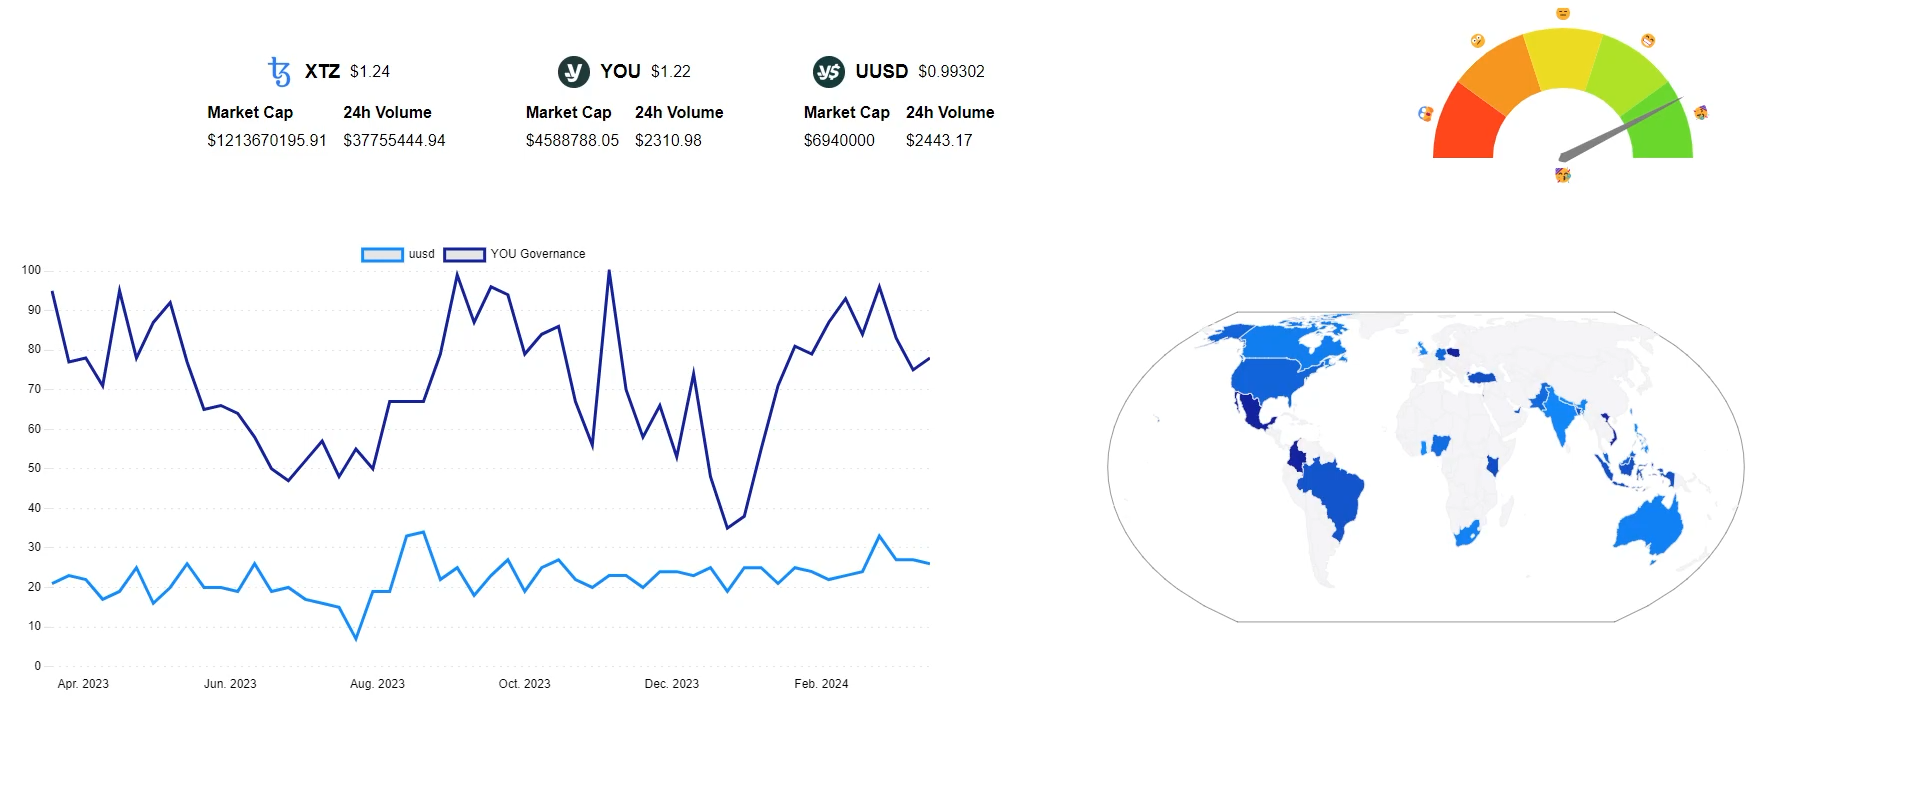 XTZ $1.24
Market Cap 24h Volume
$1213670195.91 $37755444.94
YOU $1.22
Market Cap 24h Volume
$4588788.05 $2310.98
UUSD $0.99302
Market Cap 24h Volume
$6940000 $2443.17
uusd YOU Governance
100
90
80
70
60
50
40
30
20
10
0
Apr. 2023 Jun. 2023 Aug. 2023 Oct. 2023 Dec. 2023 Feb. 2024